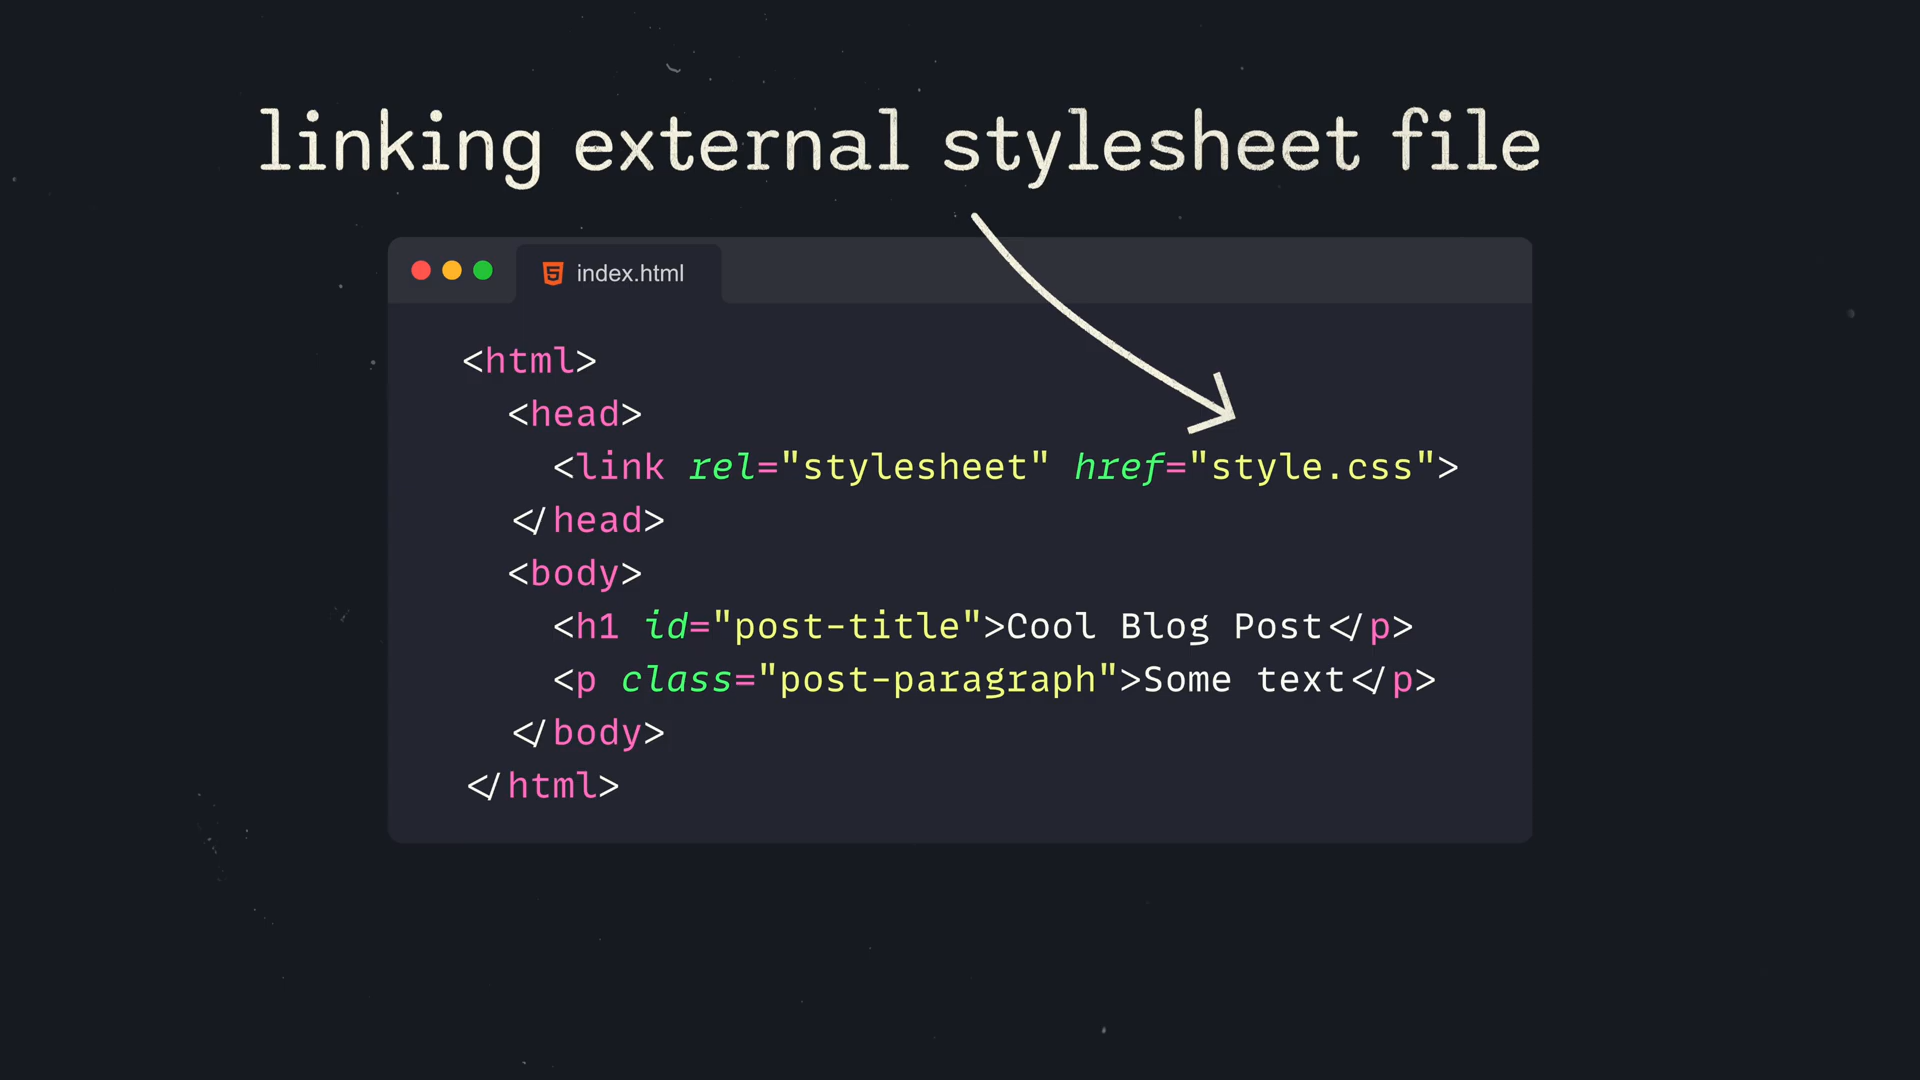 linking external stylesheet file
index.html
<html>
<head>
<link rel="stylesheet" href="style.css">
</head>
<body>
<h1 id="post-title">Cool Blog Post</p>
<p class="post-paragraph">Some text</p>
</body>
</html>